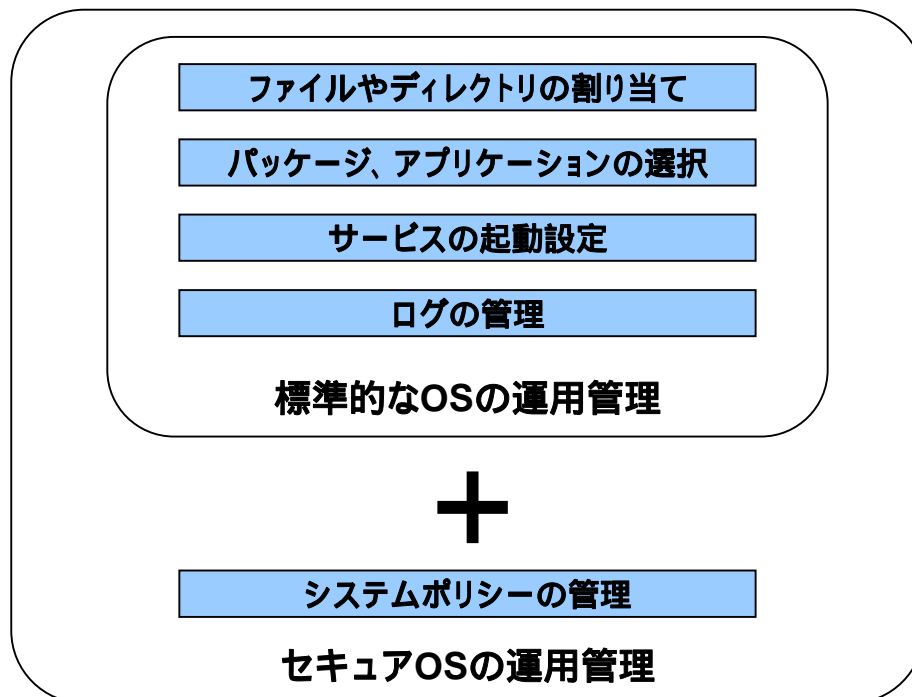 ファイルやディレクトリの割り当て
パッケージ、アプリケーションの選択
サービスの起動設定
ログの管理
標準的なOSの運用管理
+
システムポリシーの管理
セキュアOSの運用管理